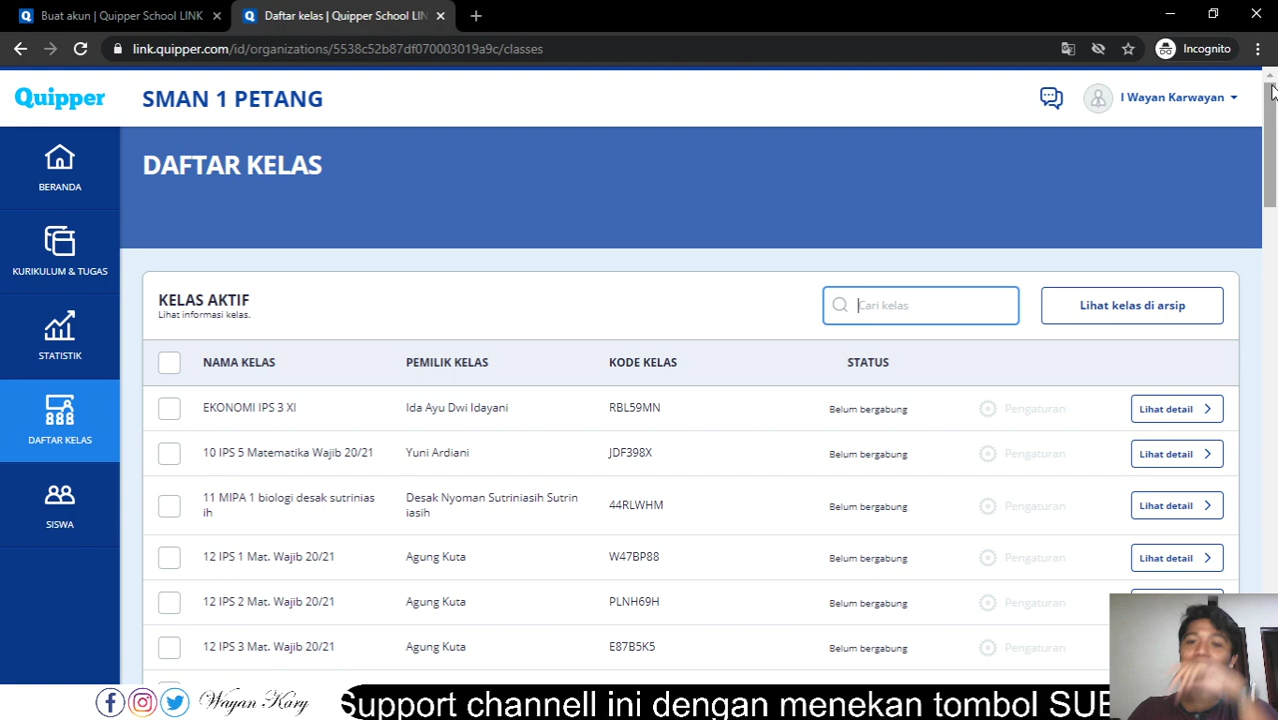 Buat akun | Quipper School LINK
Daftar kelas | Quipper School LIN
link.quipper.com/id/organizations/5538c52b87df070003019a9c/classes
Incognito
Quipper
SMAN 1 PETANG
I Wayan Karwayan
BERANDA
KURIKULUM & TUGAS
STATISTIK
DAFTAR KELAS
SISWA
DAFTAR KELAS
KELAS AKTIF
Lihat informasi kelas.
Cari kelas
Lihat kelas di arsip
NAMA KELAS PEMILIK KELAS KODE KELAS STATUS
EKONOMI IPS 3 XI Ida Ayu Dwi Idayani RBL59MN Belum bergabung Pengaturan Lihat detail
10 IPS 5 Matematika Wajib 20/21 Yuni Ardiani JDF398X Belum bergabung Pengaturan Lihat detail
11 MIPA 1 biologi desak sutrinias Desak Nyoman Sutriniasih Sutrin 44RLWHM Belum bergabung Pengaturan Lihat detail
ih iasih
12 IPS 1 Mat. Wajib 20/21 Agung Kuta W47BP88 Belum bergabung Pengaturan Lihat detail
12 IPS 2 Mat. Wajib 20/21 Agung Kuta PLNH69H Belum bergabung Pengaturan
12 IPS 3 Mat. Wajib 20/21 Agung Kuta E87B5K5 Belum bergabung Pengaturan
Wayan Kary
Support channell ini dengan menekan tombol SUB